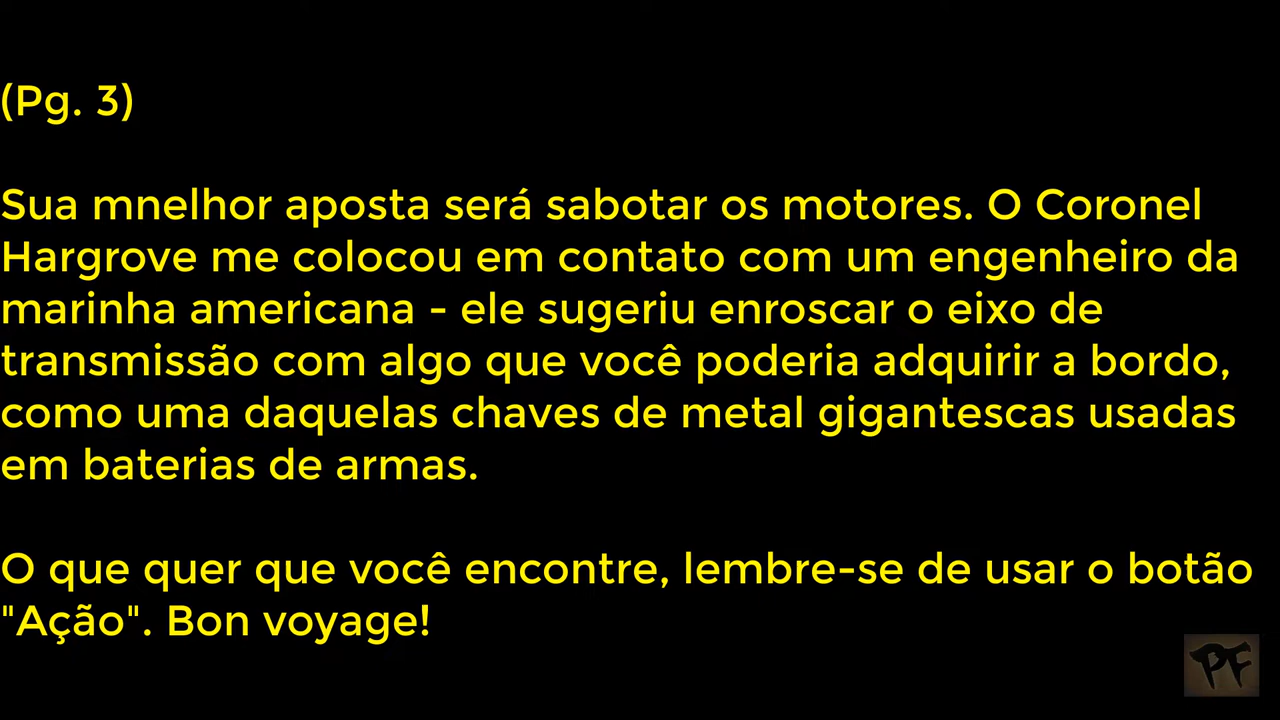 (Pg. 3)
Sua mnelhor aposta será sabotar os motores. O Coronel
Hargrove me colocou em contato com um engenheiro da
marinha americana - ele sugeriu enroscar o eixo de
transmissão com algo que você poderia adquirir a bordo,
como uma daquelas chaves de metal gigantescas usadas
em baterias de armas.
O que quer que você encontre, lembre-se de usar o botão
"Ação". Bon voyage!
PF